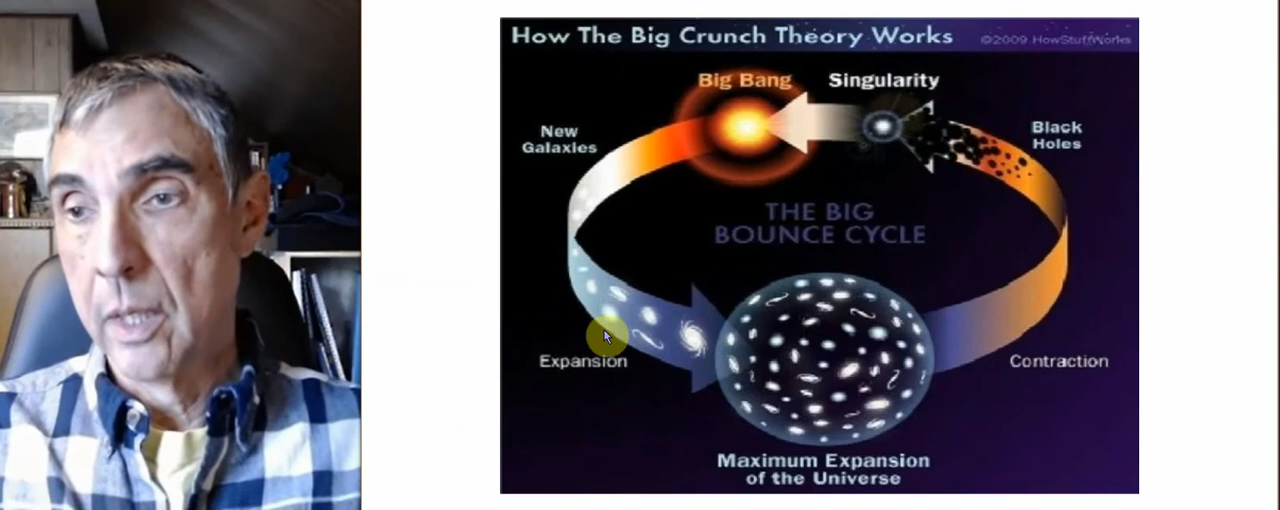 How The Big Crunch Theory Works
©2009 HowStuffWorks
Big Bang
Singularity
New
Galaxies
Black
Holes
THE BIG
BOUNCE CYCLE
Expansion
Contraction
Maximum Expansion
of the Universe